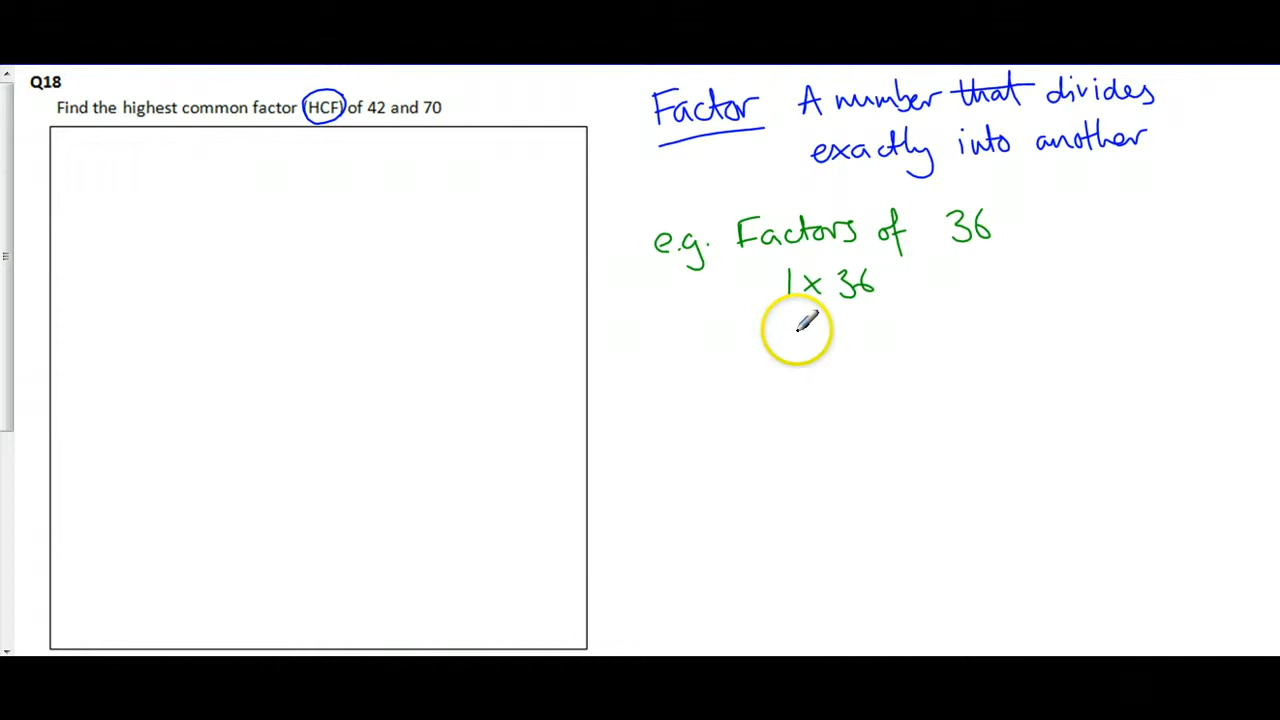 Q18
Find the highest common factor (HCF) of 42 and 70
Factor A number that divides
exactly into another
e.g. Factors of 36
1 x 36